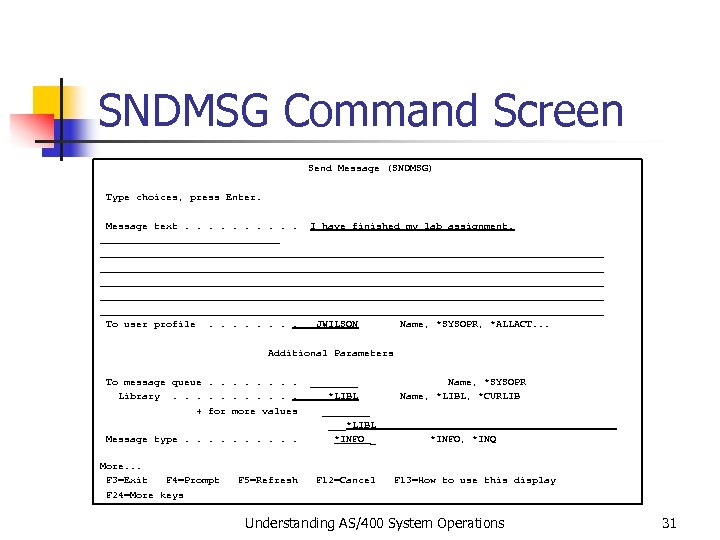 SNDMSG Command Screen
Send Message (SNDMSG)
Type choices, press Enter.
Message text . . . . . . . . . . I have finished my lab assignment.
To user profile . . . . . . . . JWILSON Name, *SYSOPR, *ALLACT...
Additional Parameters
To message queue . . . . . . . . Name, *SYSOPR
Library . . . . . . . . . . . *LIBL Name, *LIBL, *CURLIB
+ for more values
*LIBL
Message type . . . . . . . . . . *INFO *INFO, *INQ
More...
F3=Exit F4=Prompt F5=Refresh F12=Cancel F13=How to use this display
F24=More keys
Understanding AS/400 System Operations 31